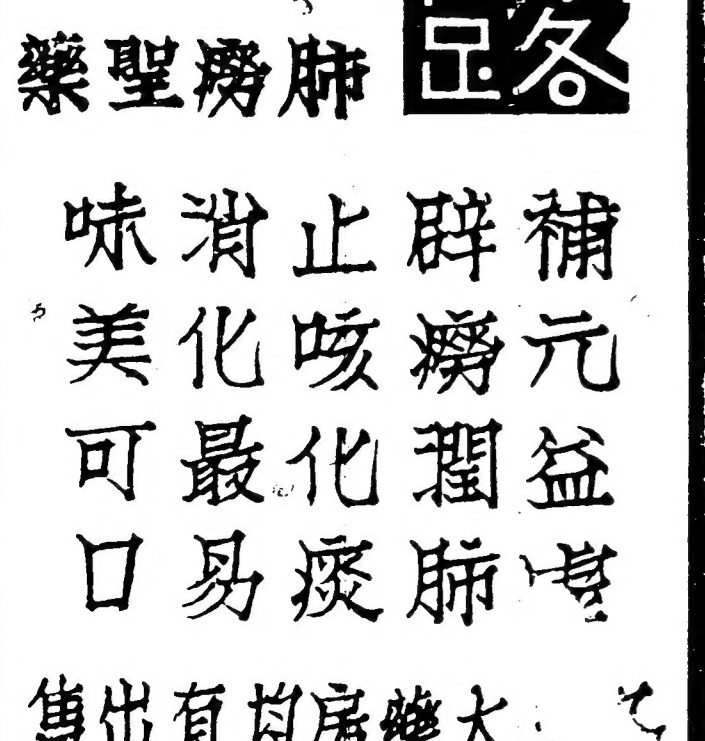 肺癆聖藥
補元益
辟癆潤肺
止咳化痰
消化最易
味美可口
大藥房均有出售